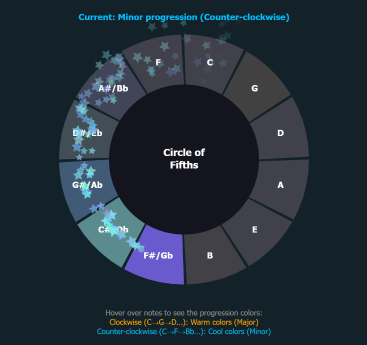 Current: Minor progression (Counter-clockwise)
F
C
A#/Bb
G
D#/Eb
D
Circle of
Fifths
G#/Ab
A
C#/Db
E
F#/Gb
B
Hover over notes to see the progression colors:
Clockwise (C→G→D...): Warm colors (Major)
Counter-clockwise (C→F→Bb...): Cool colors (Minor)